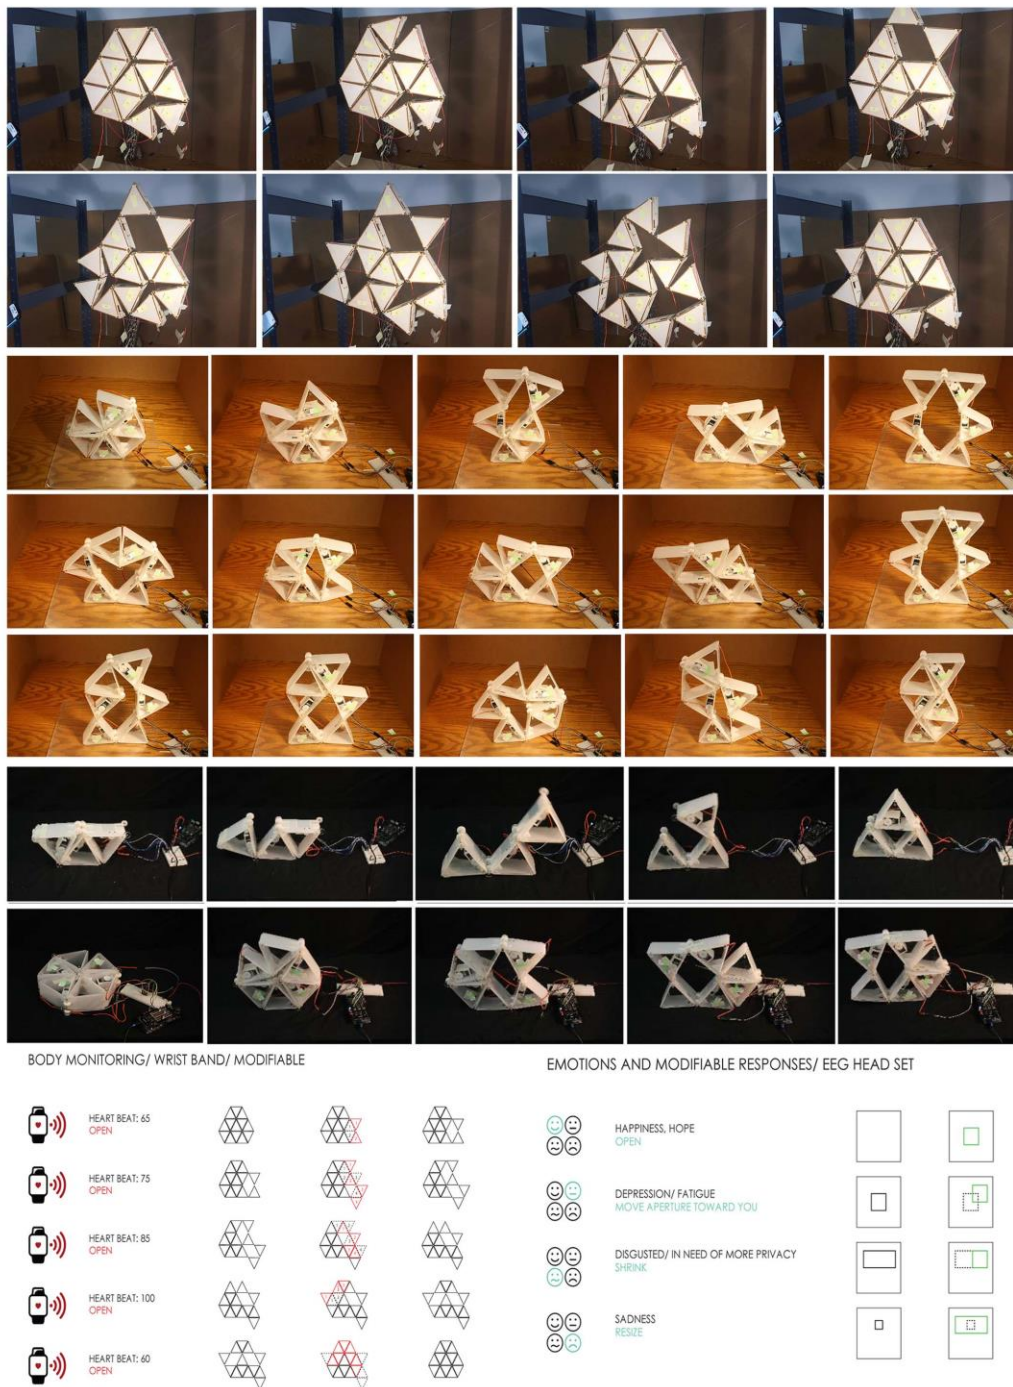 BODY MONITORING/ WRIST BAND/ MODIFIABLE
HEART BEAT: 65
OPEN
HEART BEAT: 75
OPEN
HEART BEAT: 85
OPEN
HEART BEAT: 100
OPEN
HEART BEAT: 60
OPEN
EMOTIONS AND MODIFIABLE RESPONSES/ EEG HEAD SET
HAPPINESS, HOPE
OPEN
DEPRESSION/ FATIGUE
MOVE APERTURE TOWARD YOU
DISGUSTED/ IN NEED OF MORE PRIVACY
SHRINK
SADNESS
RESIZE